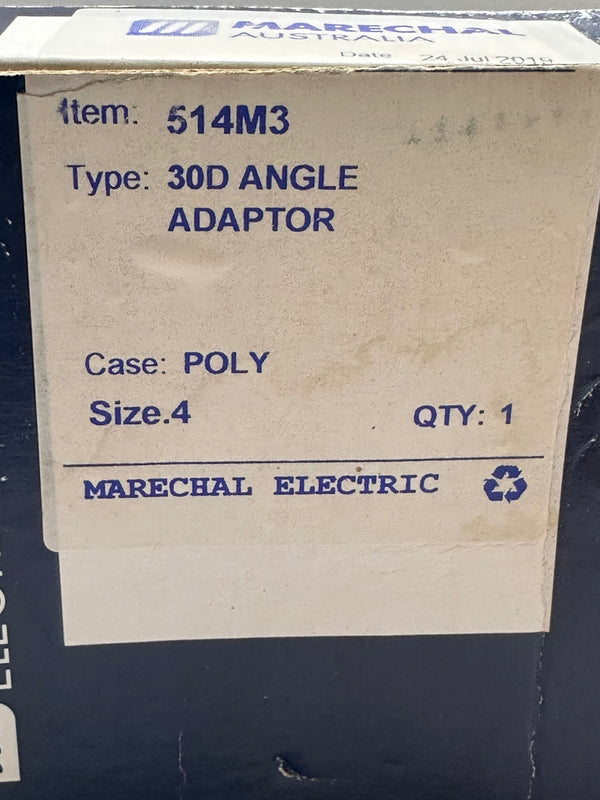 MARECHAL
AUSTRALIA
Date 24 Jul 2019
Item: 514M3
Type: 30D ANGLE
ADAPTOR
Case: POLY
Size.4 QTY: 1
MARECHAL ELECTRIC